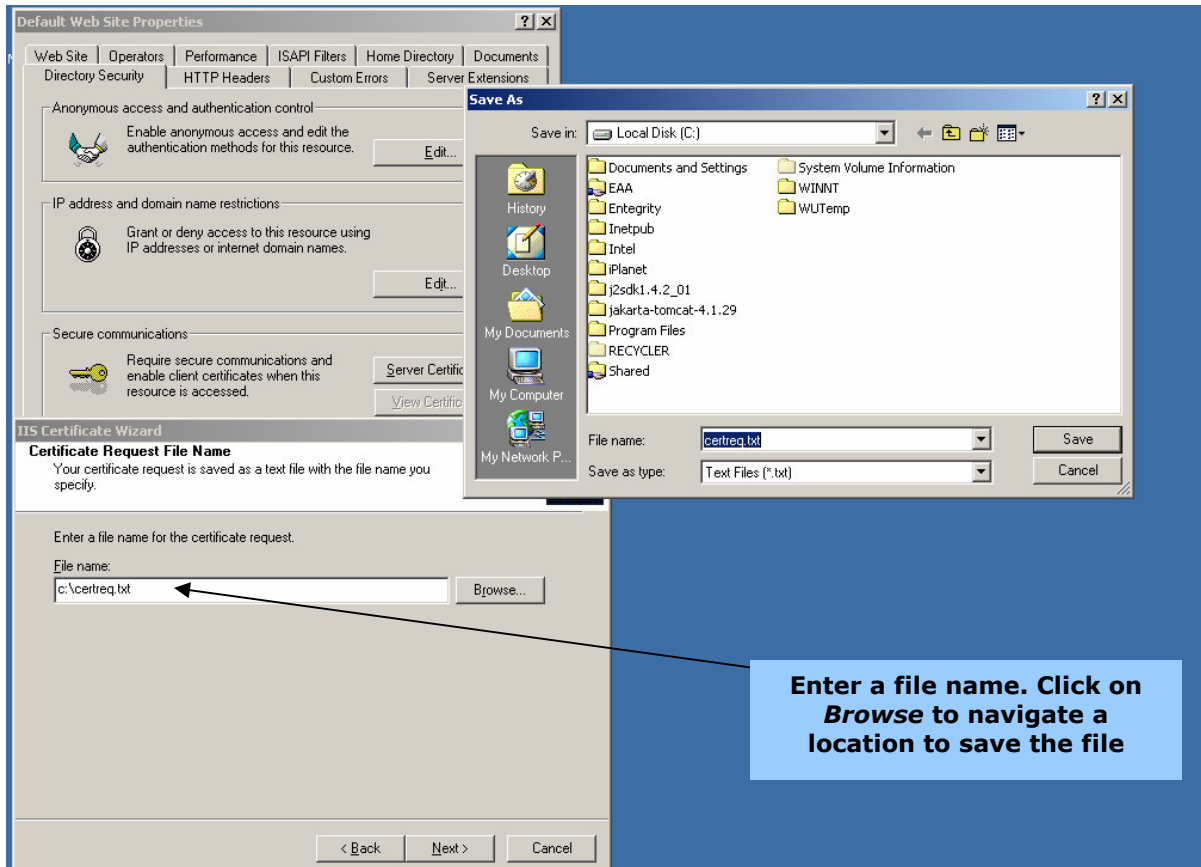 Default Web Site Properties
Web Site
Operators
Performance
ISAPI Filters
Home Directory
Documents
Directory Security
HTTP Headers
Custom Errors
Server Extensions
Anonymous access and authentication control
Enable anonymous access and edit the
authentication methods for this resource.
Edit...
IP address and domain name restrictions
Grant or deny access to this resource using
IP addresses or internet domain names.
Edit...
Secure communications
Require secure communications and
enable client certificates when this
resource is accessed.
Server Certific
View Certific
Save As
Save in:
Local Disk (C:)
History
Desktop
My Documents
My Computer
My Network P...
Documents and Settings
EAA
Entegrity
Inetpub
Intel
iPlanet
j2sdk1.4.2_01
jakarta-tomcat-4.1.29
Program Files
RECYCLER
Shared
System Volume Information
WINNT
WUTemp
File name:
certreq.txt
Save
Save as type:
Text Files (*.txt)
Cancel
IIS Certificate Wizard
Certificate Request File Name
Your certificate request is saved as a text file with the file name you
specify.
Enter a file name for the certificate request.
File name:
c:\certreq.txt
Browse...
Enter a file name. Click on
Browse to navigate a
location to save the file
< Back
Next >
Cancel